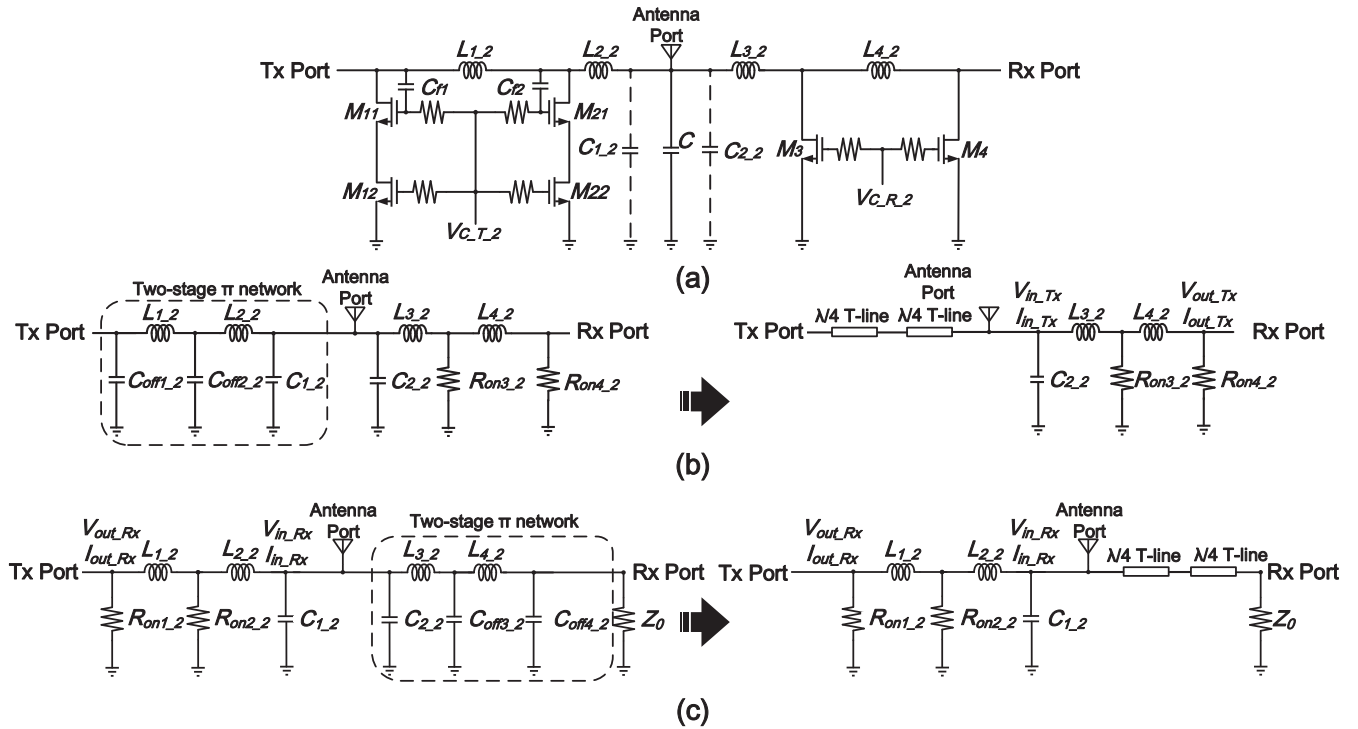 Antenna
Port
Tx Port
L1_2
L2_2
L3_2
L4_2
Rx Port
Cf1
Cf2
M11
M21
C1_2
C
C2_2
M3
M4
M12
M22
VC_T_2
VC_R_2
(a)
Two-stage π network
Antenna
Port
Tx Port
L1_2
L2_2
L3_2
L4_2
Rx Port
Coff1_2
Coff2_2
C1_2
C2_2
Ron3_2
Ron4_2
Antenna
Port
Vin_Tx
Iin_Tx
Vout_Tx
Iout_Tx
Tx Port
λ/4 T-line
λ/4 T-line
L3_2
L4_2
Rx Port
C2_2
Ron3_2
Ron4_2
(b)
Vout_Rx
Iout_Rx
Vin_Rx
Iin_Rx
Antenna
Port
Two-stage π network
Tx Port
L1_2
L2_2
L3_2
L4_2
Rx Port
Ron1_2
Ron2_2
C1_2
C2_2
Coff3_2
Coff4_2
Z0
Vout_Rx
Iout_Rx
Vin_Rx
Iin_Rx
Antenna
Port
Tx Port
L1_2
L2_2
λ/4 T-line
λ/4 T-line
Rx Port
Ron1_2
Ron2_2
C1_2
Z0
(c)